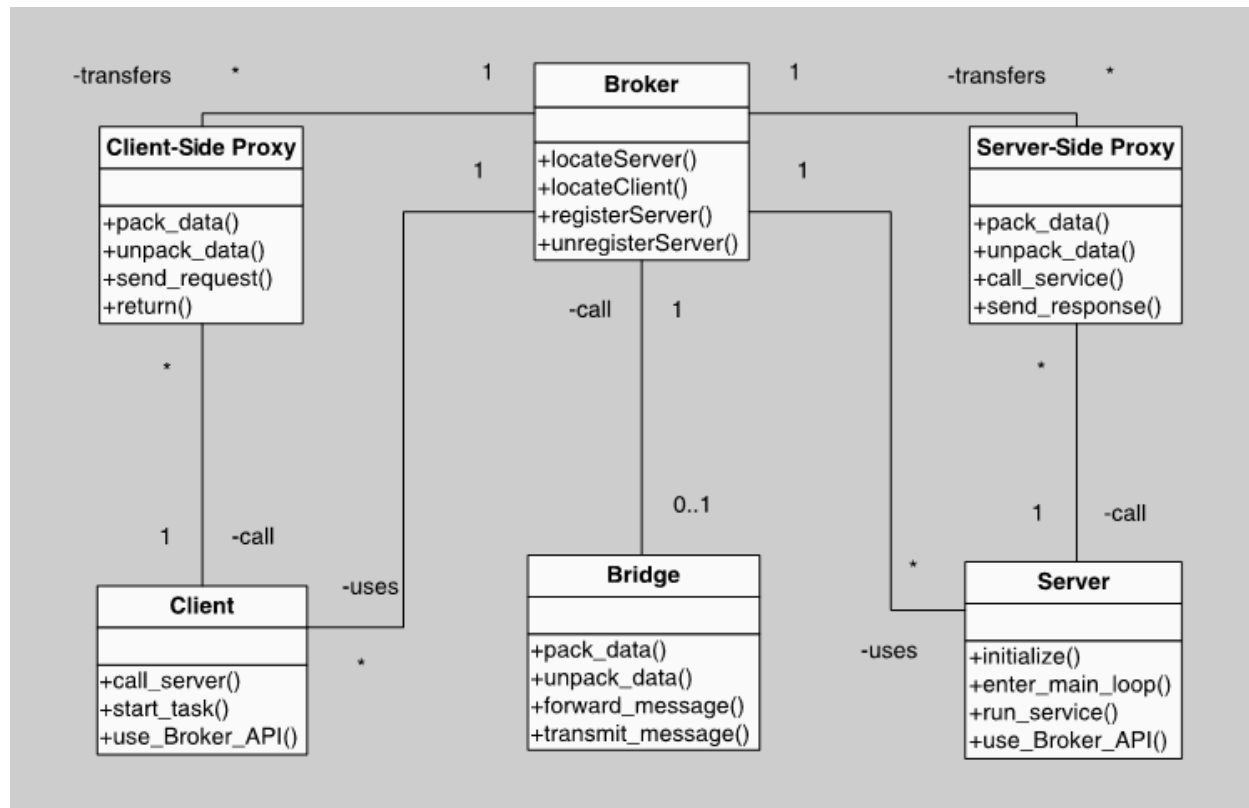 -transfers * 1 1 -transfers *
Broker
+locateServer()
+locateClient()
+registerServer()
+unregisterServer()
Client-Side Proxy
+pack_data()
+unpack_data()
+send_request()
+return()
Server-Side Proxy
+pack_data()
+unpack_data()
+call_service()
+send_response()
1 1
-call 1
* *
0..1
1 -call
1 -call
-uses
*
*
-uses
Client
+call_server()
+start_task()
+use_Broker_API()
Bridge
+pack_data()
+unpack_data()
+forward_message()
+transmit_message()
Server
+initialize()
+enter_main_loop()
+run_service()
+use_Broker_API()